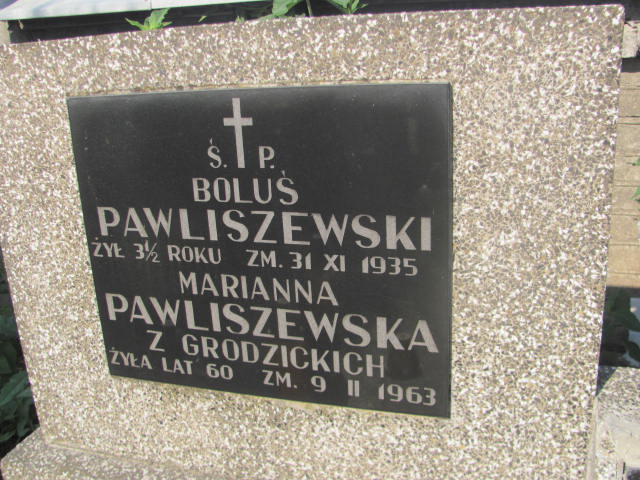 Ś. P.
BOLUŚ
PAWLISZEWSKI
ŻYŁ 3½ ROKU ZM. 31 XI 1935
MARIANNA
PAWLISZEWSKA
Z GRODZICKICH
ŻYŁA LAT 60 ZM. 9 II 1963